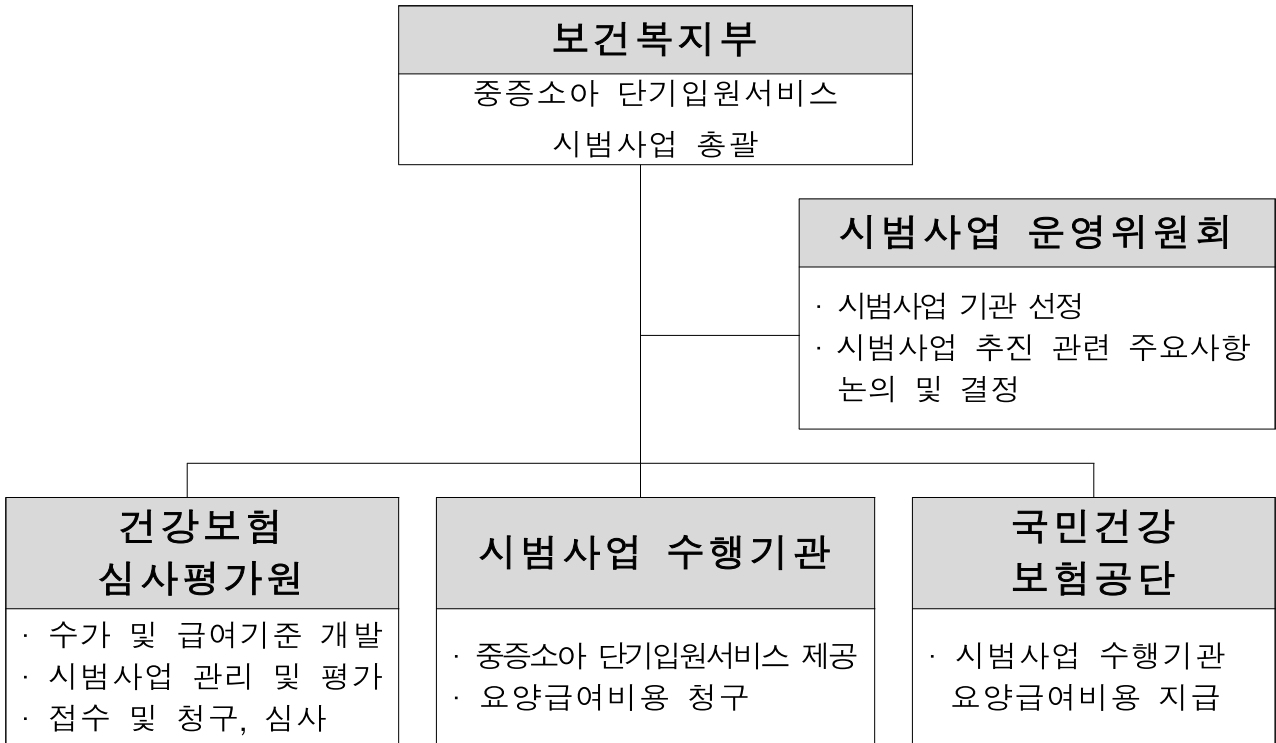 보건복지부
중증소아 단기입원서비스
시범사업 총괄
시범사업 운영위원회
· 시범사업 기관 선정
· 시범사업 추진 관련 주요사항
논의 및 결정
건강보험
심사평가원
· 수가 및 급여기준 개발
· 시범사업 관리 및 평가
· 접수 및 청구, 심사
시범사업 수행기관
· 중증소아 단기입원서비스 제공
· 요양급여비용 청구
국민건강
보험공단
· 시범사업 수행기관
요양급여비용 지급